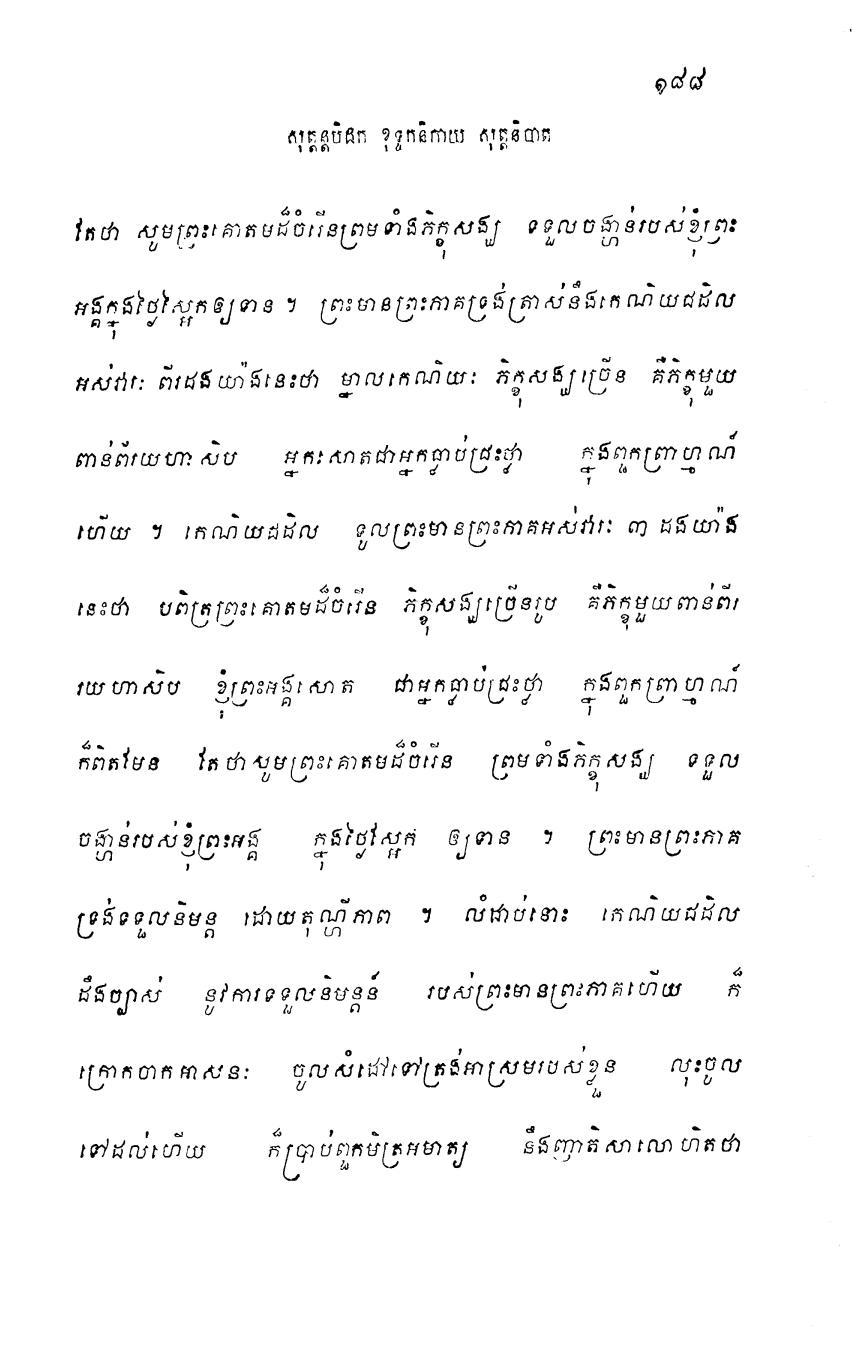 ១៨៨
សុត្តន្តបិដក ខុទ្ទកនិកាយ សុត្តនិបាត
តែថា សូមព្រះគោតមដ៏ចំរើនព្រមទាំងភិក្ខុសង្ឃ ទទួលចង្ហាន់របស់ខ្ញុំព្រះ
អង្គក្នុងថ្ងៃស្អែកឲ្យទាន ។ ព្រះមានព្រះភាគទ្រង់ត្រាស់នឹងកេណិយជដិល
អស់វារៈ ពីរដងយ៉ាងនេះថា ម្នាលកេណិយៈ ភិក្ខុសង្ឃច្រើន គឺភិក្ខុមួយ
ពាន់ពីររយហាសិប អ្នកសោតជាអ្នកធ្លាប់ជ្រះថ្លា ក្នុងពួកព្រាហ្មណ៍
ហើយ ។ កេណិយជដិល ទូលព្រះមានព្រះភាគអស់វារៈ ៣ ដងយ៉ាង
នេះថា បពិត្រព្រះគោតមដ៏ចំរើន ភិក្ខុសង្ឃច្រើនរូប គឺភិក្ខុមួយពាន់ពីរ
រយហាសិប ខ្ញុំព្រះអង្គសោត ជាអ្នកធ្លាប់ជ្រះថ្លា ក្នុងពួកព្រាហ្មណ៍
ក៏ពិតមែន តែថាសូមព្រះគោតមដ៏ចំរើន ព្រមទាំងភិក្ខុសង្ឃ ទទួល
ចង្ហាន់របស់ខ្ញុំព្រះអង្គ ក្នុងថ្ងៃស្អែក ឲ្យទាន ។ ព្រះមានព្រះភាគ
ទ្រង់ទទួលនិមន្ត ដោយតុណ្ហីភាព ។ លំដាប់នោះ កេណិយជដិល
ដឹងច្បាស់ នូវការទទួលនិមន្តន៍ របស់ព្រះមានព្រះភាគហើយ ក៏
ក្រោកចាកអាសនៈ ចូលសំដៅទៅត្រង់អាស្រមរបស់ខ្លួន លុះចូល
ទៅដល់ហើយ ក៏ប្រាប់ពួកមិត្រអមាត្យ នឹងញាតិសាលោហិតថា